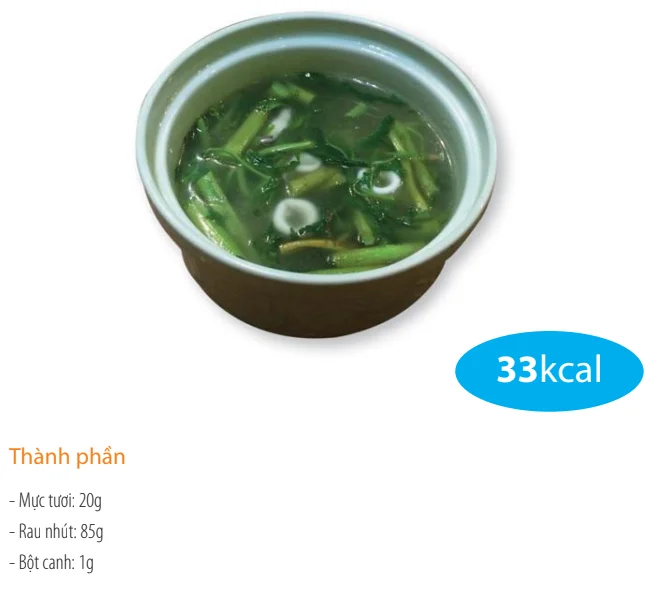 33kcal
Thành phần
- Mực tươi: 20g
- Rau nhút: 85g
- Bột canh: 1g